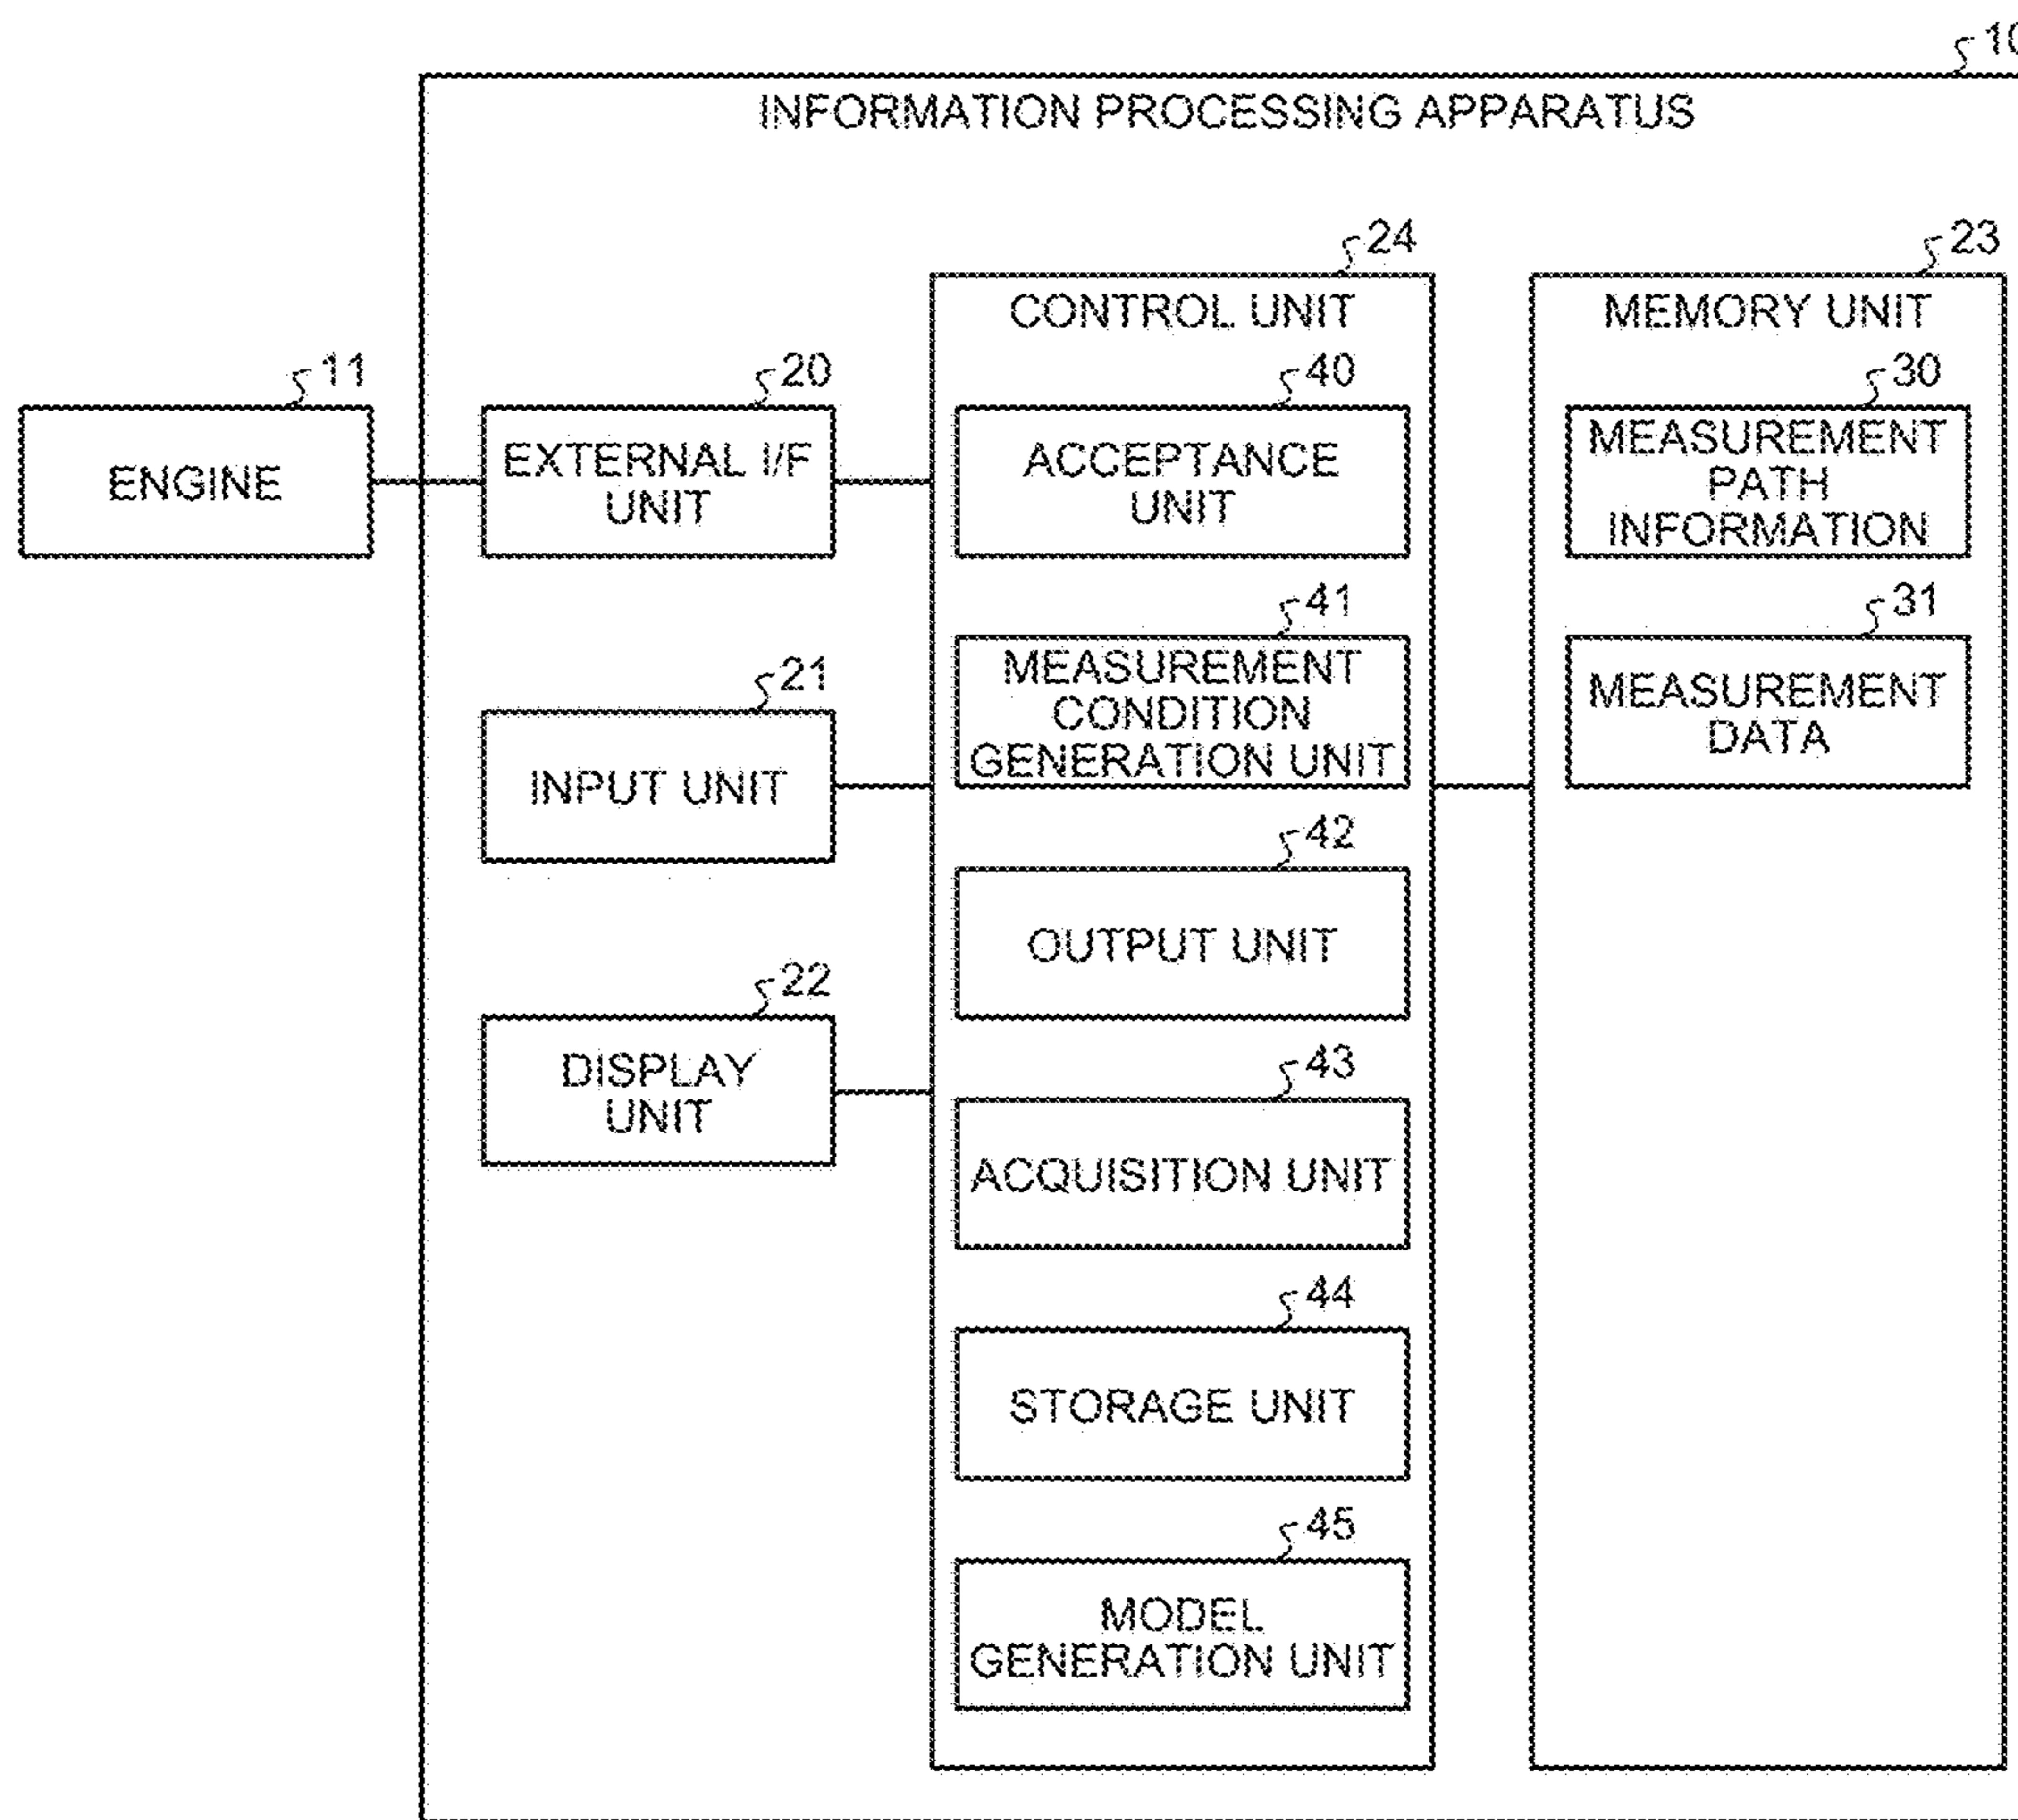 10
INFORMATION PROCESSING APPARATUS
24
CONTROL UNIT
23
MEMORY UNIT
11
ENGINE
20
EXTERNAL I/F
UNIT
40
ACCEPTANCE
UNIT
30
MEASUREMENT
PATH
INFORMATION
41
MEASUREMENT
CONDITION
GENERATION UNIT
31
MEASUREMENT
DATA
21
INPUT UNIT
42
OUTPUT UNIT
22
DISPLAY
UNIT
43
ACQUISITION UNIT
44
STORAGE UNIT
45
MODEL
GENERATION UNIT